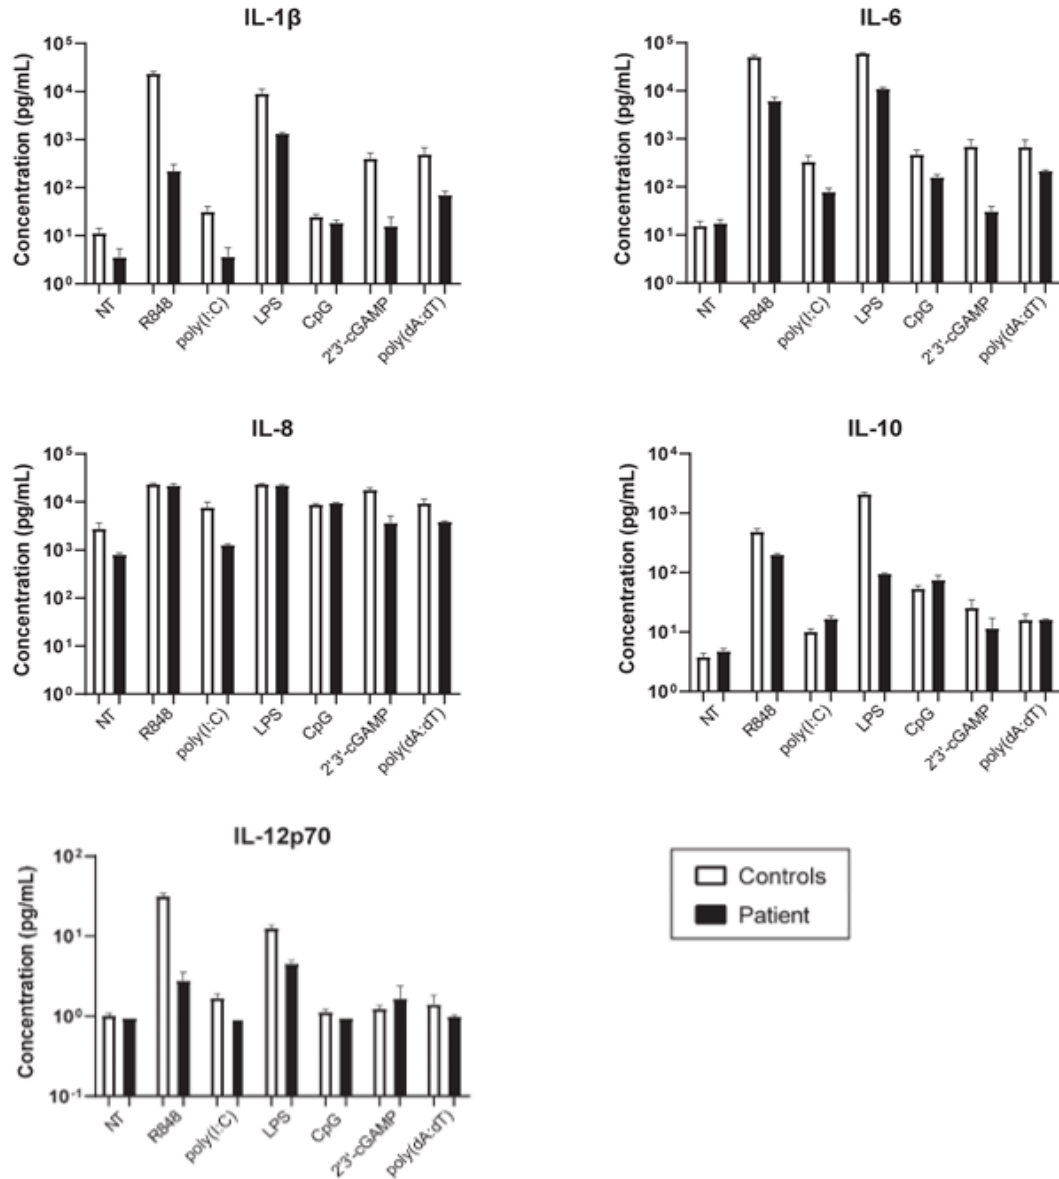 IL-1β
Concentration (pg/mL)
10⁵
10⁴
10³
10²
10¹
10⁰
NT
R848
poly(I:C)
LPS
CpG
2'3'-cGAMP
poly(dA:dT)
IL-6
Concentration (pg/mL)
10⁵
10⁴
10³
10²
10¹
10⁰
NT
R848
poly(I:C)
LPS
CpG
2'3'-cGAMP
poly(dA:dT)
IL-8
Concentration (pg/mL)
10⁵
10⁴
10³
10²
10¹
10⁰
NT
R848
poly(I:C)
LPS
CpG
2'3'-cGAMP
poly(dA:dT)
IL-10
Concentration (pg/mL)
10⁴
10³
10²
10¹
10⁰
NT
R848
poly(I:C)
LPS
CpG
2'3'-cGAMP
poly(dA:dT)
IL-12p70
Concentration (pg/mL)
10²
10¹
10⁰
10⁻¹
NT
R848
poly(I:C)
LPS
CpG
2'3'-cGAMP
poly(dA:dT)
Controls
Patient